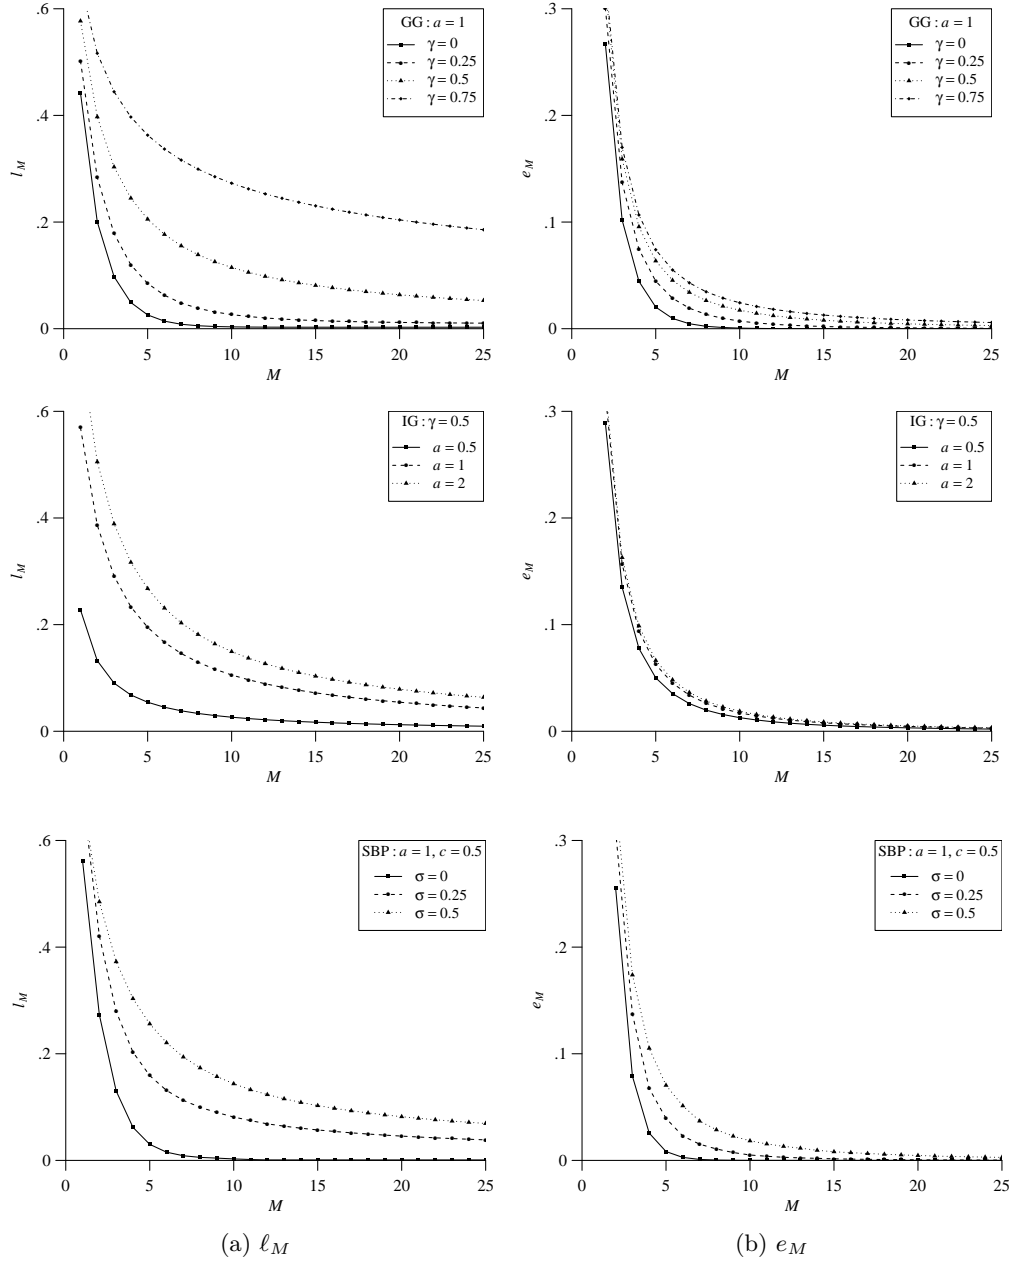 .6
.4
.2
0
l_M
0 5 10 15 20 25
M
GG : a = 1
γ = 0
γ = 0.25
γ = 0.5
γ = 0.75
.3
.2
.1
0
e_M
0 5 10 15 20 25
M
GG : a = 1
γ = 0
γ = 0.25
γ = 0.5
γ = 0.75
.6
.4
.2
0
l_M
0 5 10 15 20 25
M
IG : γ = 0.5
a = 0.5
a = 1
a = 2
.3
.2
.1
0
e_M
0 5 10 15 20 25
M
IG : γ = 0.5
a = 0.5
a = 1
a = 2
.6
.4
.2
0
l_M
0 5 10 15 20 25
M
SBP : a = 1, c = 0.5
σ = 0
σ = 0.25
σ = 0.5
.3
.2
.1
0
e_M
0 5 10 15 20 25
M
SBP : a = 1, c = 0.5
σ = 0
σ = 0.25
σ = 0.5
(a) ℓ_M
(b) e_M